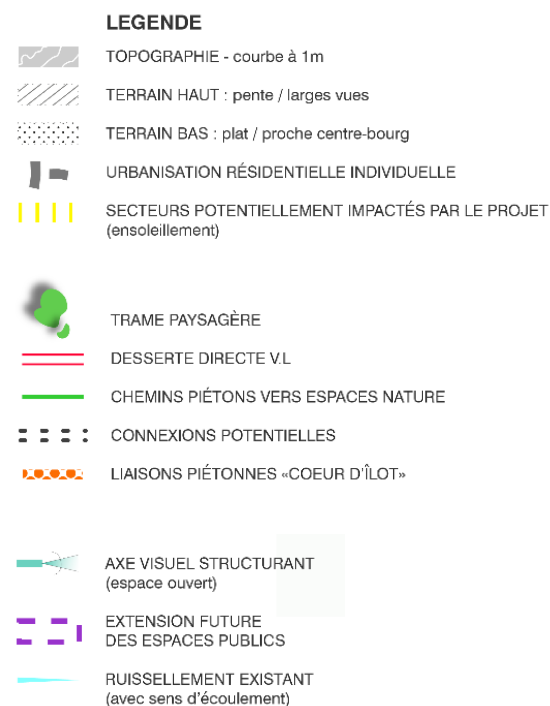 LEGENDE
TOPOGRAPHIE - courbe à 1m
TERRAIN HAUT : pente / larges vues
TERRAIN BAS : plat / proche centre-bourg
URBANISATION RÉSIDENTIELLE INDIVIDUELLE
SECTEURS POTENTIELLEMENT IMPACTÉS PAR LE PROJET
(ensoleillement)
TRAME PAYSAGÈRE
DESSERTE DIRECTE V.L
CHEMINS PIÉTONS VERS ESPACES NATURE
CONNEXIONS POTENTIELLES
LIAISONS PIÉTONNES «COEUR D'ÎLOT»
AXE VISUEL STRUCTURANT
(espace ouvert)
EXTENSION FUTURE
DES ESPACES PUBLICS
RUISSELLEMENT EXISTANT
(avec sens d'écoulement)